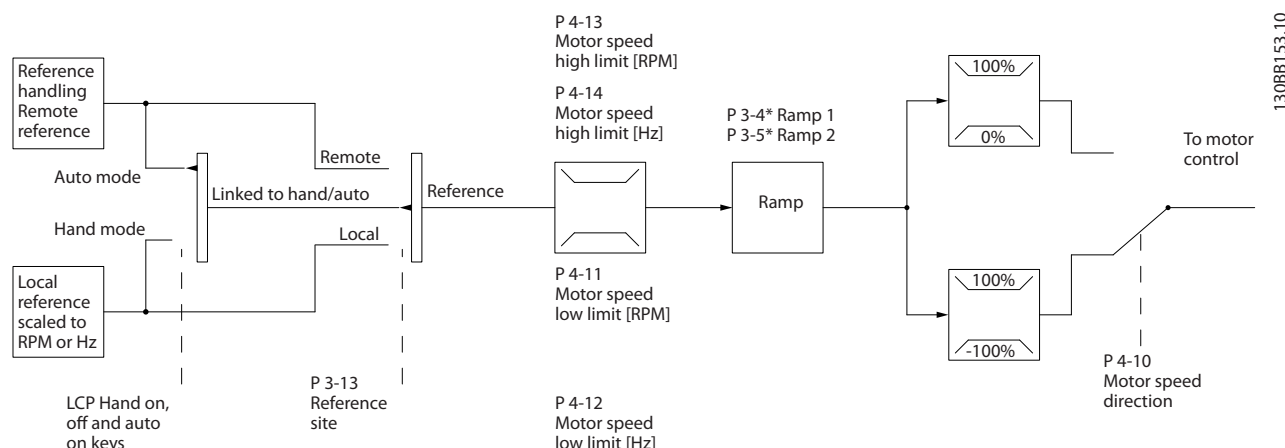 P 4-13
Motor speed
high limit [RPM]
130BB153.10
Reference
handling
Remote
reference
P 4-14
Motor speed
high limit [Hz]
P 3-4* Ramp 1
P 3-5* Ramp 2
100%
0%
To motor
control
Auto mode
Remote
Linked to hand/auto
Reference
Ramp
Hand mode
Local
Local
reference
scaled to
RPM or Hz
P 4-11
Motor speed
low limit [RPM]
100%
-100%
P 4-10
Motor speed
direction
LCP Hand on,
off and auto
on keys
P 3-13
Reference
site
P 4-12
Motor speed
low limit [Hz]